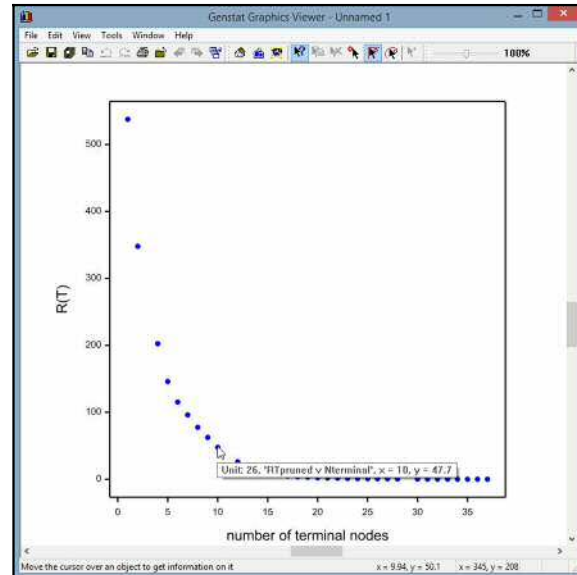 Genstat Graphics Viewer - Unnamed 1
File Edit View Tools Window Help
100%
500
400
300
200
100
0
R(T)
Unit: 26, 'RTpruned v Nterminal', x = 10, y = 47.7
0 5 10 15 20 25 30 35
number of terminal nodes
Move the cursor over an object to get information on it x = 9.94, y = 50.1 x = 345, y = 208